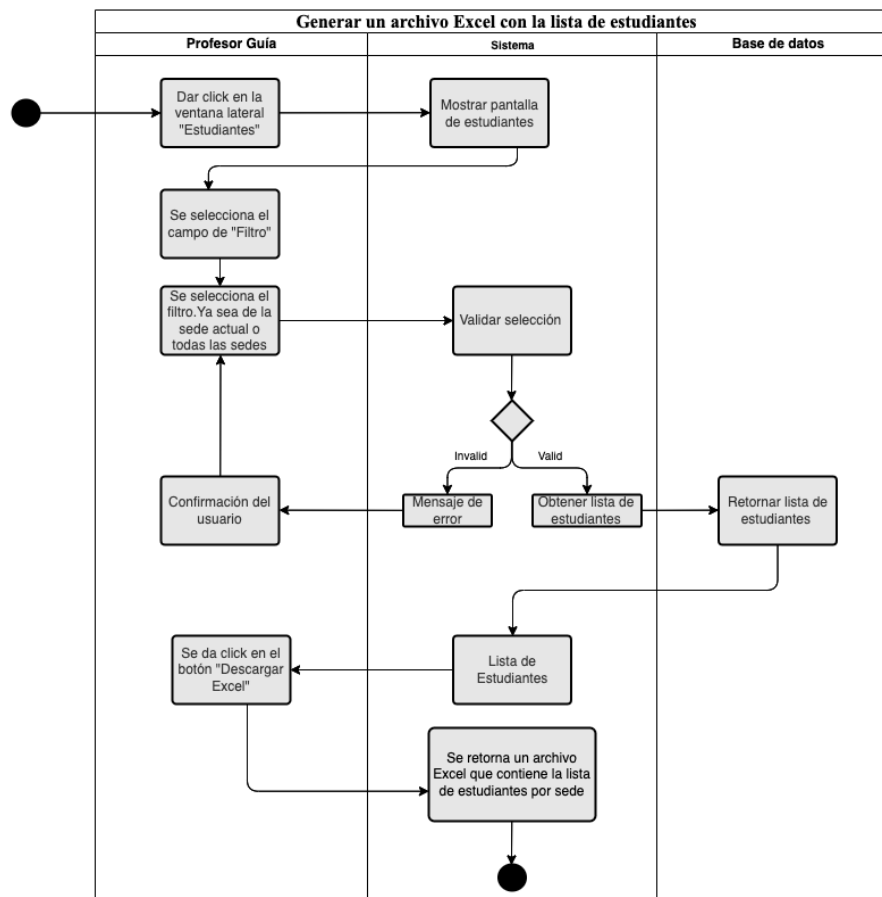 Generar un archivo Excel con la lista de estudiantes
Profesor Guía
Sistema
Base de datos
Dar click en la
ventana lateral
"Estudiantes"
Mostrar pantalla
de estudiantes
Se selecciona el
campo de "Filtro"
Se selecciona el
filtro.Ya sea de la
sede actual o
todas las sedes
Validar selección
Invalid
Valid
Confirmación del
usuario
Mensaje de
error
Obtener lista de
estudiantes
Retornar lista de
estudiantes
Se da click en el
botón "Descargar
Excel"
Lista de
Estudiantes
Se retorna un archivo
Excel que contiene la lista
de estudiantes por sede